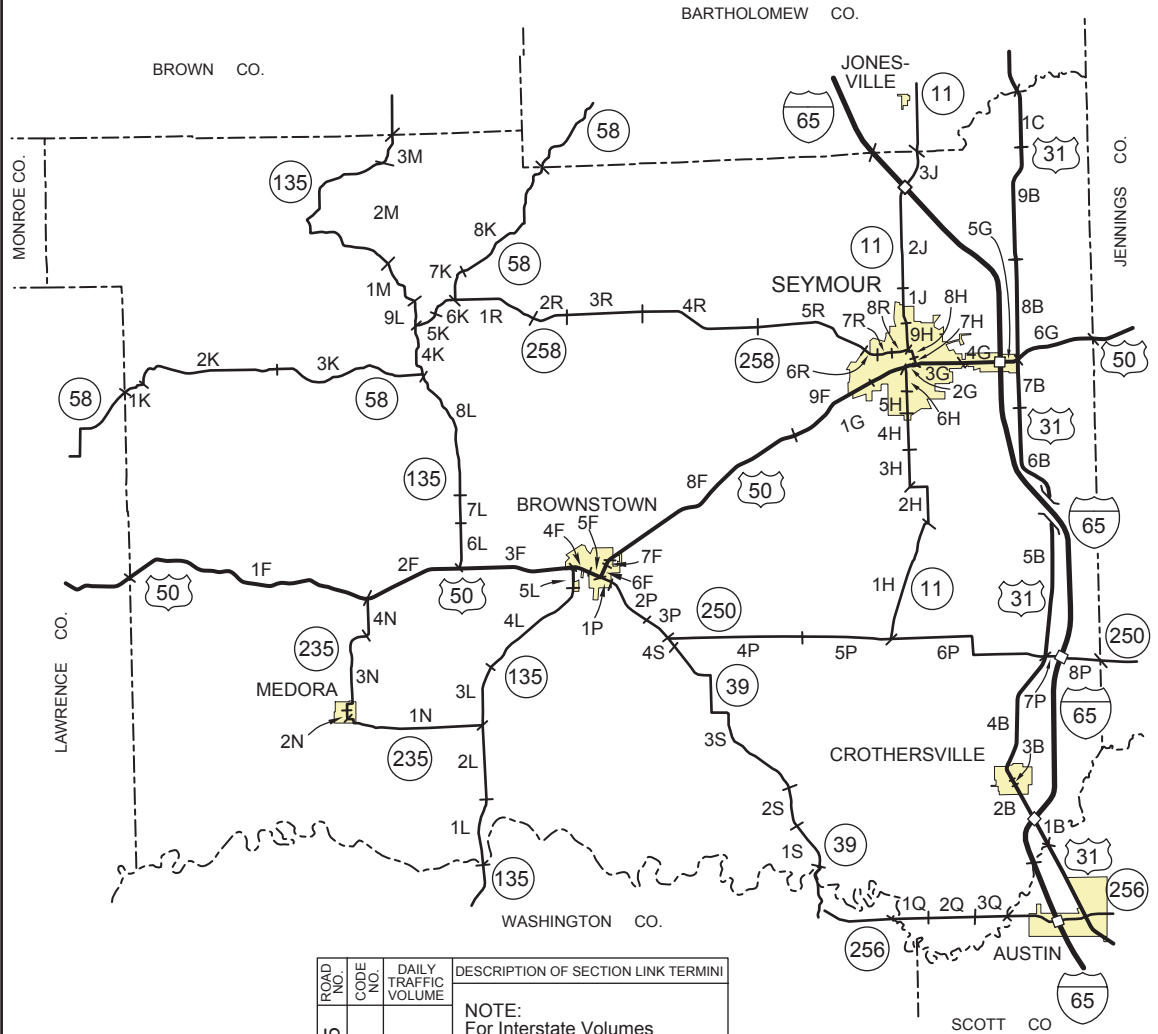 BARTHOLOMEW CO.
BROWN CO.
JONES-
VILLE
11
65
58
3M
135
1C
31
MONROE CO.
JENNINGS CO.
3J
9B
2M
8K
58
5G
11
2J
7K
SEYMOUR
1M
2R
3R
4R
5R
1J
8H
8B
9L
5K
6K
1R
8R
7H
7R
9H
6G
258
258
4K
6R
4G
50
2K
3K
3G
58
58
1K
9F
2G
7B
5H
6H
1G
4H
31
8L
3H
6B
135
8F
50
BROWNSTOWN
2H
65
7L
5F
4F
6L
7F
5B
1F
2F
3F
6F
5L
1H
11
50
50
2P
31
1P
3P
250
250
4N
4L
4S
4P
5P
6P
8P
235
135
39
7P
65
3N
MEDORA
3L
4B
LAWRENCE CO.
1N
3S
CROTHERSVILLE
3B
2N
235
2L
2B
2S
1B
1L
1S
39
31
135
256
WASHINGTON CO.
1Q
2Q
3Q
256
AUSTIN
65
SCOTT CO
ROAD NO.
CODE NO.
DAILY TRAFFIC VOLUME
DESCRIPTION OF SECTION LINK TERMINI
NOTE:
For Interstate Volumes